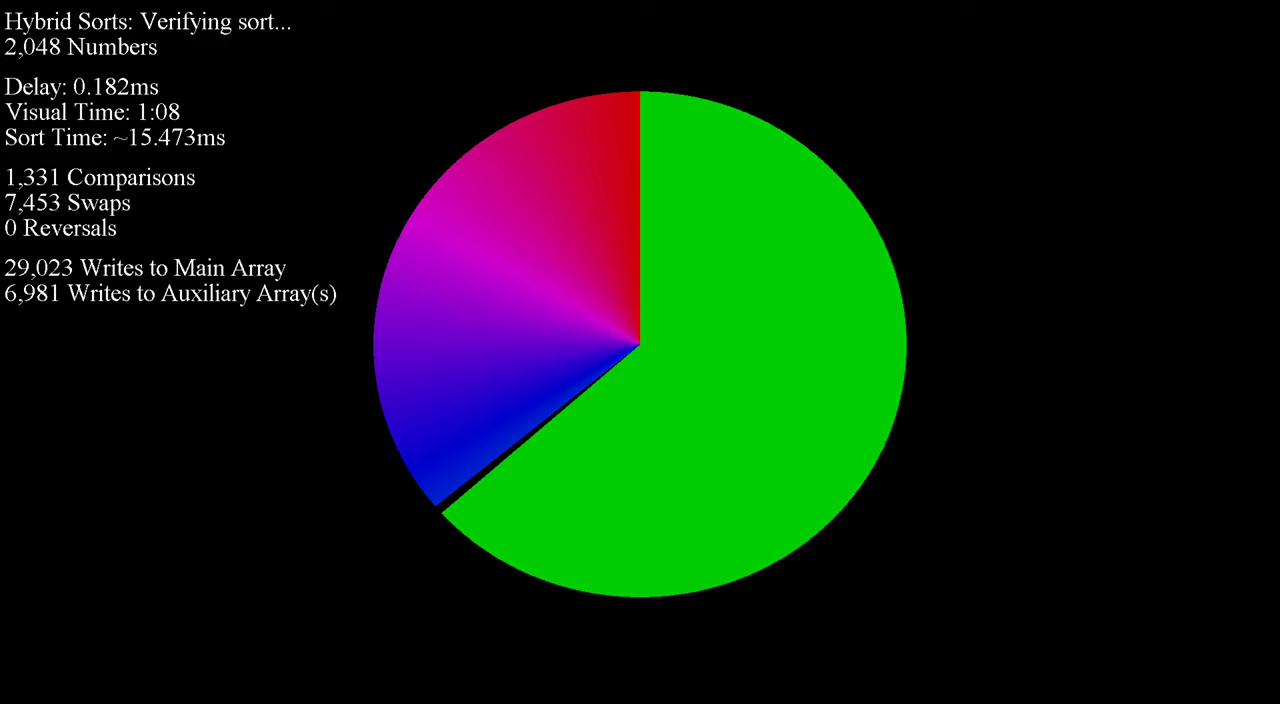 Hybrid Sorts: Verifying sort...
2,048 Numbers
Delay: 0.182ms
Visual Time: 1:08
Sort Time: ~15.473ms
1,331 Comparisons
7,453 Swaps
0 Reversals
29,023 Writes to Main Array
6,981 Writes to Auxiliary Array(s)